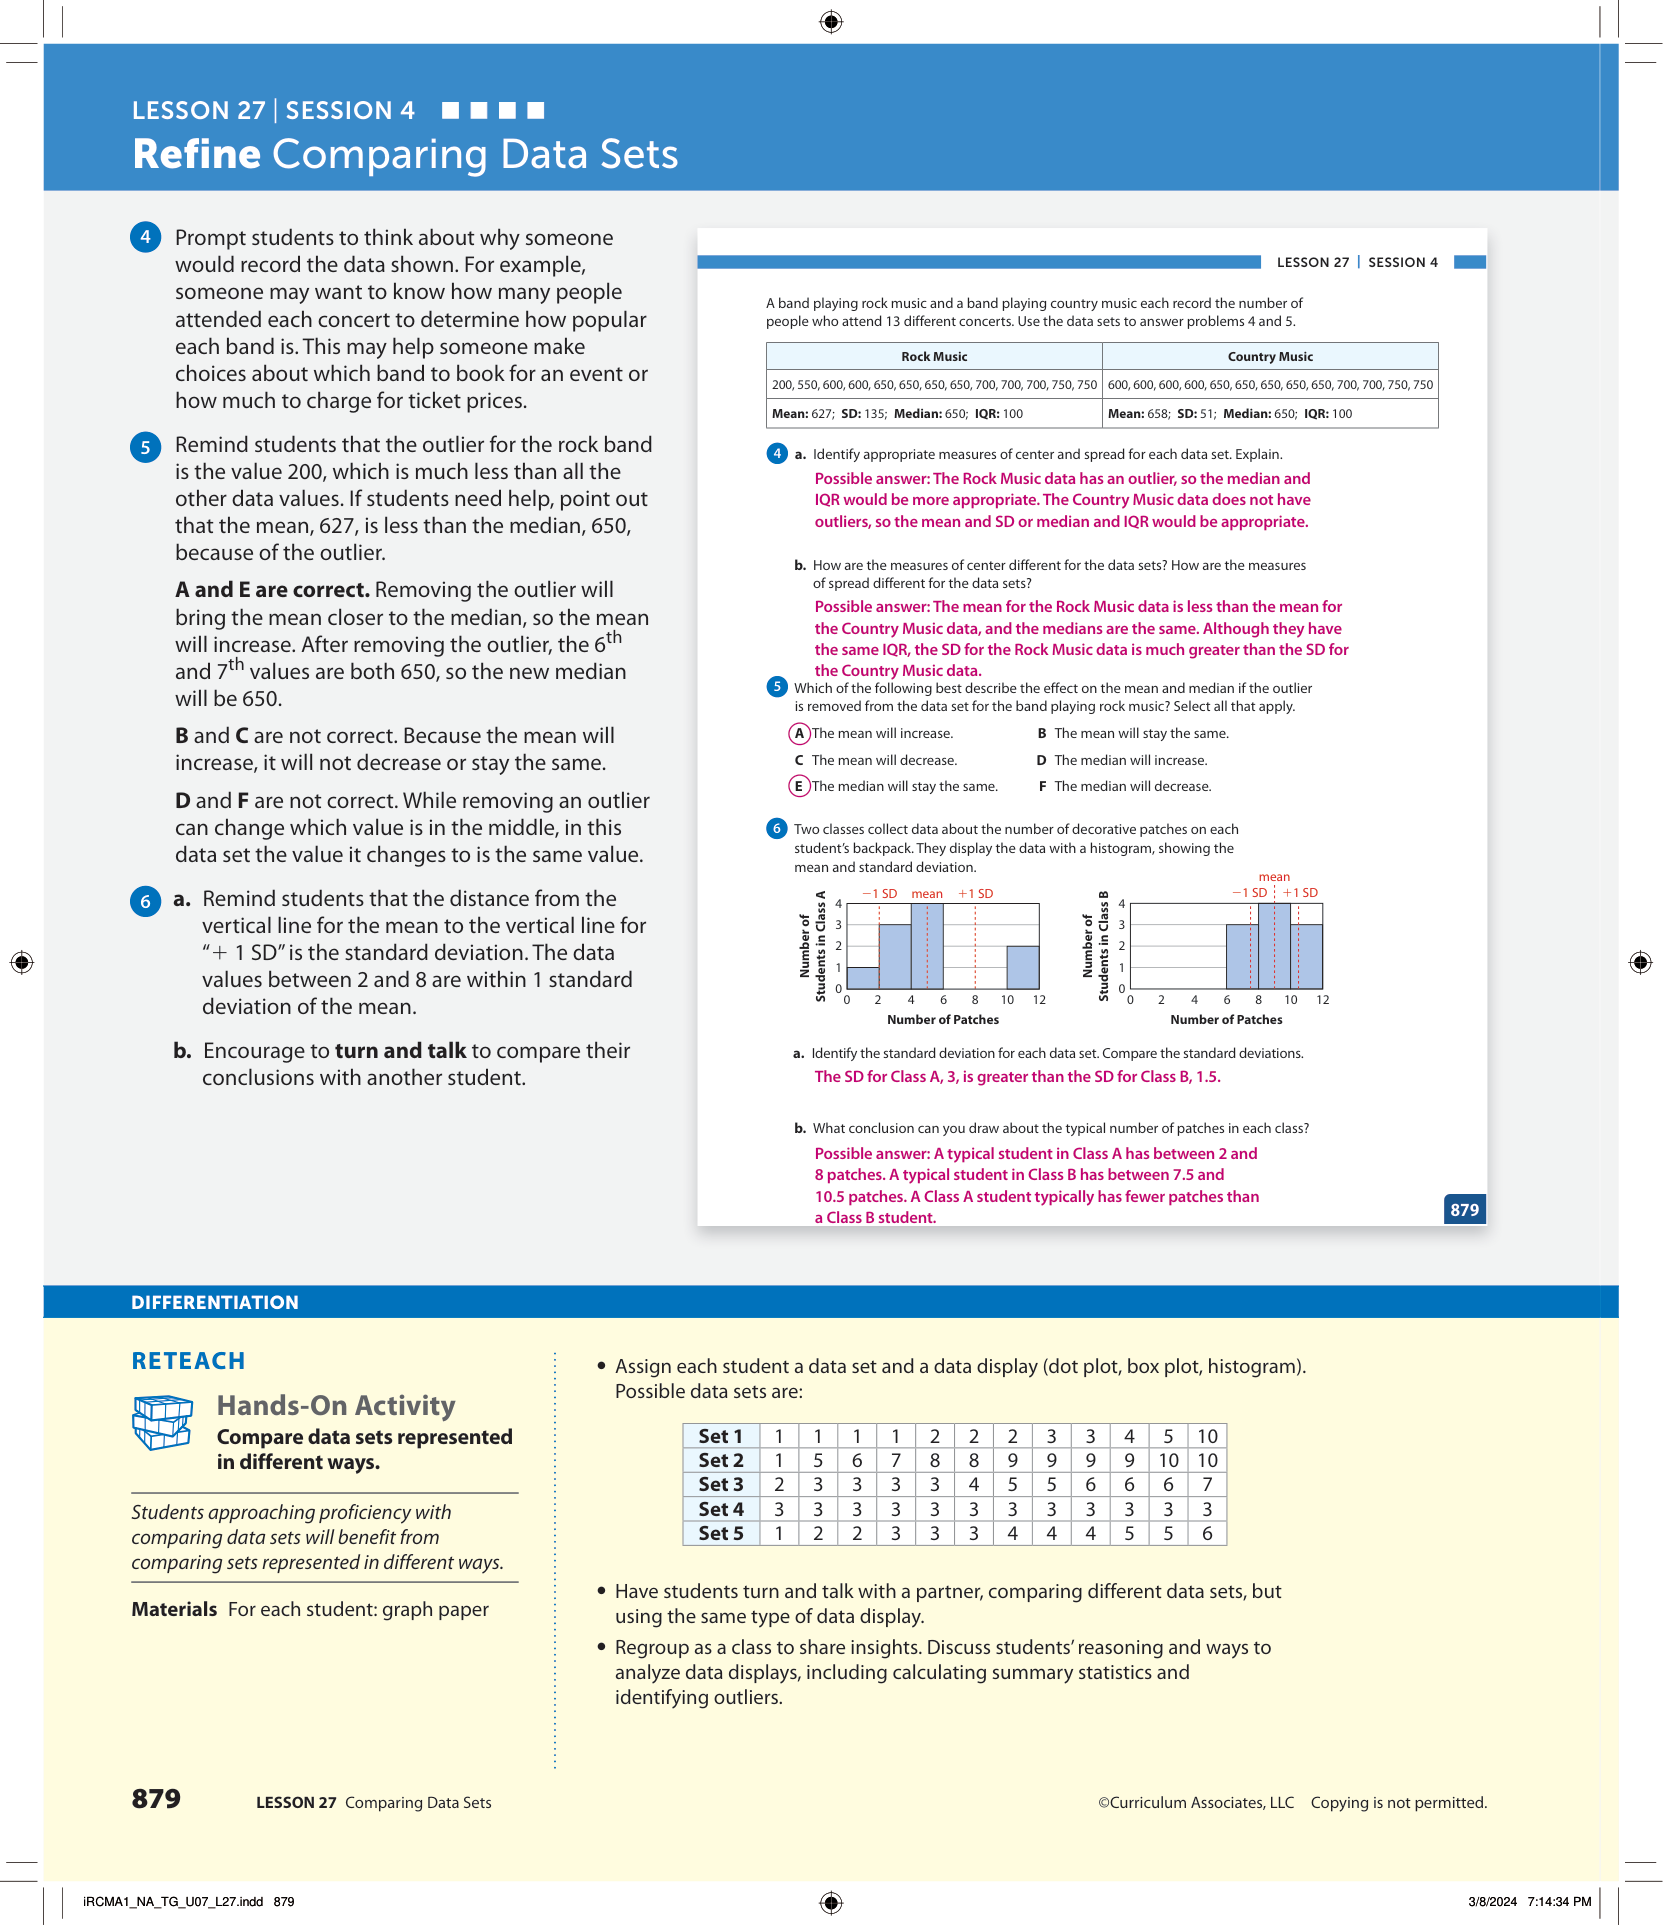 LESSON 27 | SESSION 4
Refine Comparing Data Sets
4 Prompt students to think about why someone
would record the data shown. For example,
someone may want to know how many people
attended each concert to determine how popular
each band is. This may help someone make
choices about which band to book for an event or
how much to charge for ticket prices.
5 Remind students that the outlier for the rock band
is the value 200, which is much less than all the
other data values. If students need help, point out
that the mean, 627, is less than the median, 650,
because of the outlier.
A and E are correct. Removing the outlier will
bring the mean closer to the median, so the mean
will increase. After removing the outlier, the 6th
and 7th values are both 650, so the new median
will be 650.
B and C are not correct. Because the mean will
increase, it will not decrease or stay the same.
D and F are not correct. While removing an outlier
can change which value is in the middle, in this
data set the value it changes to is the same value.
6 a. Remind students that the distance from the
vertical line for the mean to the vertical line for
“+ 1 SD” is the standard deviation. The data
values between 2 and 8 are within 1 standard
deviation of the mean.
b. Encourage to turn and talk to compare their
conclusions with another student.
LESSON 27 | SESSION 4
A band playing rock music and a band playing country music each record the number of
people who attend 13 different concerts. Use the data sets to answer problems 4 and 5.
Rock Music Country Music
200, 550, 600, 600, 650, 650, 650, 650, 700, 700, 700, 750, 750 600, 600, 600, 600, 650, 650, 650, 650, 650, 700, 700, 750, 750
Mean: 627; SD: 135; Median: 650; IQR: 100 Mean: 658; SD: 51; Median: 650; IQR: 100
4 a. Identify appropriate measures of center and spread for each data set. Explain.
Possible answer: The Rock Music data has an outlier, so the median and
IQR would be more appropriate. The Country Music data does not have
outliers, so the mean and SD or median and IQR would be appropriate.
b. How are the measures of center different for the data sets? How are the measures
of spread different for the data sets?
Possible answer: The mean for the Rock Music data is less than the mean for
the Country Music data, and the medians are the same. Although they have
the same IQR, the SD for the Rock Music data is much greater than the SD for
the Country Music data.
5 Which of the following best describe the effect on the mean and median if the outlier
is removed from the data set for the band playing rock music? Select all that apply.
A The mean will increase. B The mean will stay the same.
C The mean will decrease. D The median will increase.
E The median will stay the same. F The median will decrease.
6 Two classes collect data about the number of decorative patches on each
student’s backpack. They display the data with a histogram, showing the
mean and standard deviation.
−1 SD mean +1 SD
Number of
Students in Class A
4
3
2
1
0
0 2 4 6 8 10 12
Number of Patches
mean
−1 SD +1 SD
Number of
Students in Class B
4
3
2
1
0
0 2 4 6 8 10 12
Number of Patches
a. Identify the standard deviation for each data set. Compare the standard deviations.
The SD for Class A, 3, is greater than the SD for Class B, 1.5.
b. What conclusion can you draw about the typical number of patches in each class?
Possible answer: A typical student in Class A has between 2 and
8 patches. A typical student in Class B has between 7.5 and
10.5 patches. A Class A student typically has fewer patches than
a Class B student.
879
DIFFERENTIATION
RETEACH
Hands-On Activity
Compare data sets represented
in different ways.
Students approaching proficiency with
comparing data sets will benefit from
comparing sets represented in different ways.
Materials For each student: graph paper
• Assign each student a data set and a data display (dot plot, box plot, histogram).
Possible data sets are:
Set 1 1 1 1 1 2 2 2 3 3 4 5 10
Set 2 1 5 6 7 8 8 9 9 9 9 10 10
Set 3 2 3 3 3 3 4 5 5 6 6 6 7
Set 4 3 3 3 3 3 3 3 3 3 3 3 3
Set 5 1 2 2 3 3 3 4 4 4 5 5 6
• Have students turn and talk with a partner, comparing different data sets, but
using the same type of data display.
• Regroup as a class to share insights. Discuss students’ reasoning and ways to
analyze data displays, including calculating summary statistics and
identifying outliers.
879 LESSON 27 Comparing Data Sets ©Curriculum Associates, LLC Copying is not permitted.
iRCMA1_NA_TG_U07_L27.indd 879 3/8/2024 7:14:34 PM